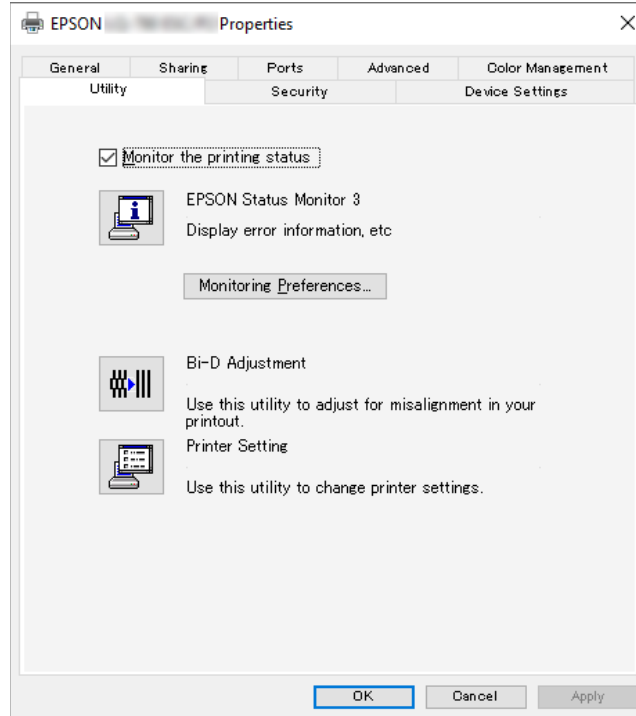 EPSON Properties
General Sharing Ports Advanced Color Management
Utility Security Device Settings
Monitor the printing status
EPSON Status Monitor 3
Display error information, etc
Monitoring Preferences...
Bi-D Adjustment
Use this utility to adjust for misalignment in your
printout.
Printer Setting
Use this utility to change printer settings.
OK Cancel Apply